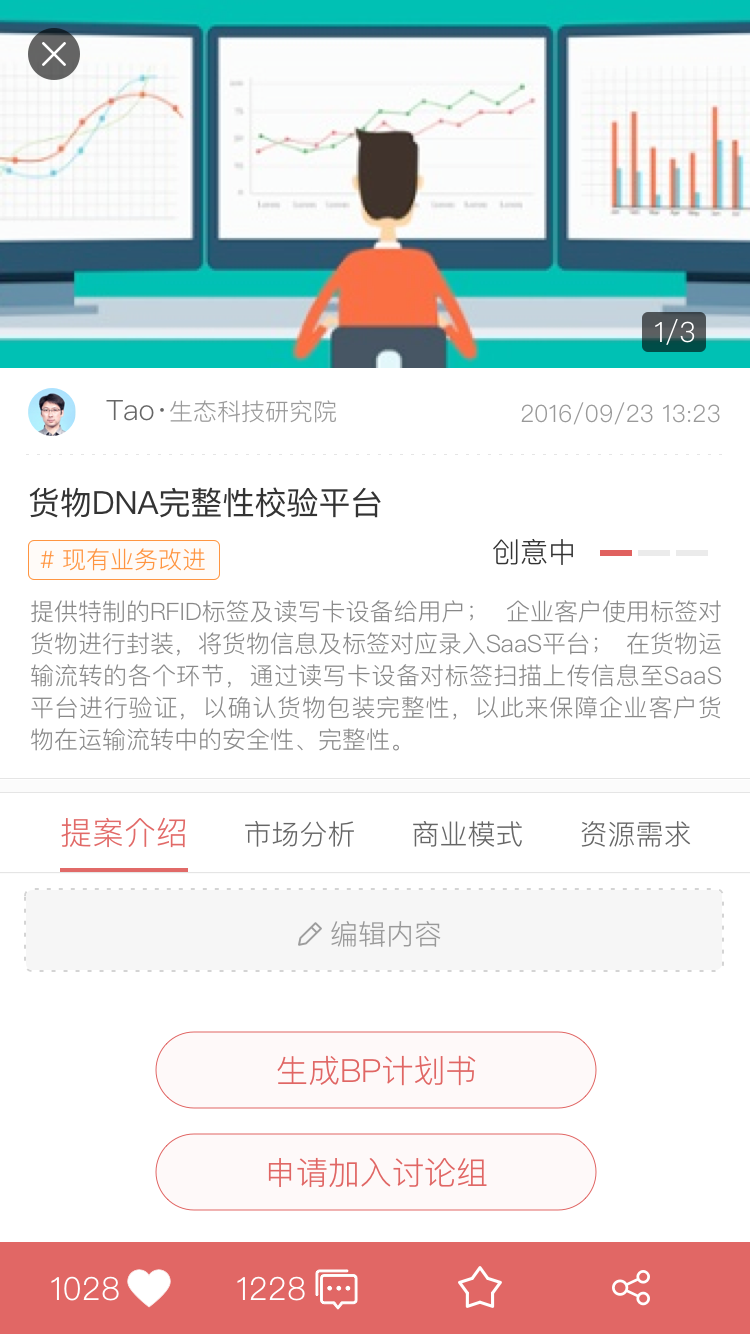 1/3
Tao·生态科技研究院 2016/09/23 13:23
货物DNA完整性校验平台
# 现有业务改进 创意中
提供特制的RFID标签及读写卡设备给用户； 企业客户使用标签对
货物进行封装，将货物信息及标签对应录入SaaS平台； 在货物运
输流转的各个环节，通过读写卡设备对标签扫描上传信息至SaaS
平台进行验证，以确认货物包装完整性，以此来保障企业客户货
物在运输流转中的安全性、完整性。
提案介绍 市场分析 商业模式 资源需求
编辑内容
生成BP计划书
申请加入讨论组
1028 1228